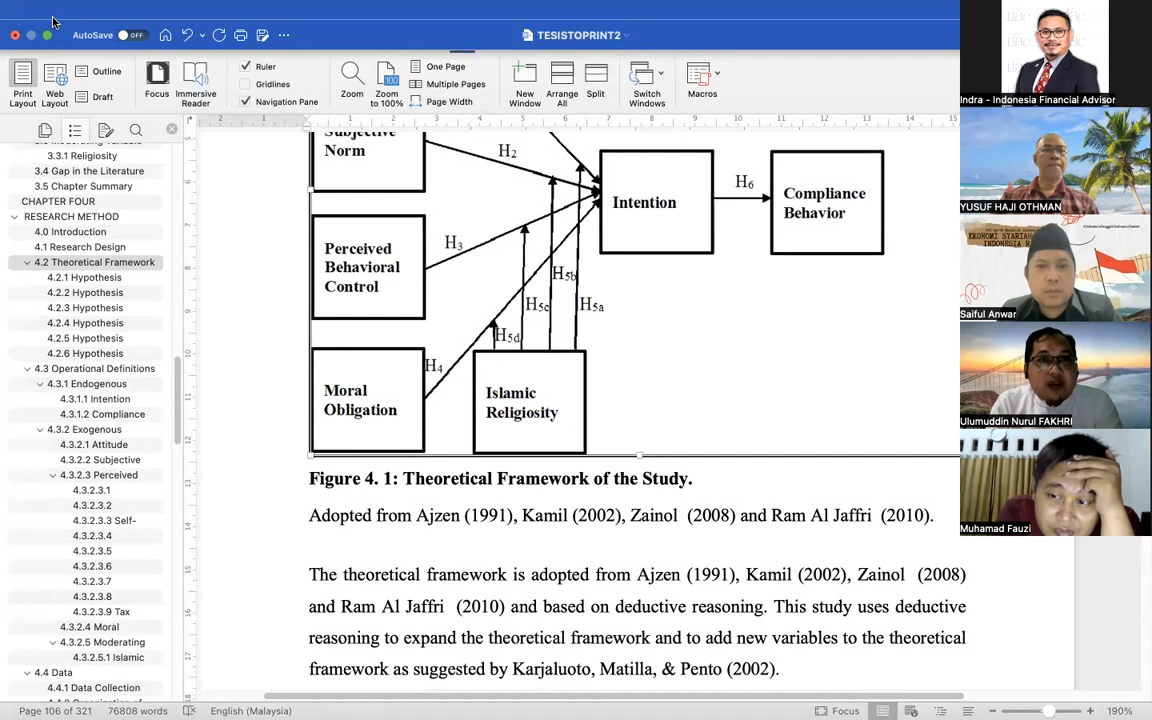 AutoSave OFF
TESISTOPRINT2
Print Layout
Web Layout
Outline
Draft
Focus
Immersive Reader
Ruler
Gridlines
Navigation Pane
Zoom
Zoom to 100%
One Page
Multiple Pages
Page Width
New Window
Arrange All
Split
Switch Windows
Macros
3.3.1 Religiosity
3.4 Gap in the Literature
3.5 Chapter Summary
CHAPTER FOUR
RESEARCH METHOD
4.0 Introduction
4.1 Research Design
4.2 Theoretical Framework
4.2.1 Hypothesis
4.2.2 Hypothesis
4.2.3 Hypothesis
4.2.4 Hypothesis
4.2.5 Hypothesis
4.2.6 Hypothesis
4.3 Operational Definitions
4.3.1 Endogenous
4.3.1.1 Intention
4.3.1.2 Compliance
4.3.2 Exogenous
4.3.2.1 Attitude
4.3.2.2 Subjective
4.3.2.3 Perceived
4.3.2.3.1
4.3.2.3.2
4.3.2.3.3 Self-
4.3.2.3.4
4.3.2.3.5
4.3.2.3.6
4.3.2.3.7
4.3.2.3.8
4.3.2.3.9 Tax
4.3.2.4 Moral
4.3.2.5 Moderating
4.3.2.5.1 Islamic
4.4 Data
4.4.1 Data Collection
Subjective
Norm
H2
Intention
H6
Compliance
Behavior
Perceived
Behavioral
Control
H3
H5b
H5c
H5a
H5d
H4
Moral
Obligation
Islamic
Religiosity
Figure 4. 1: Theoretical Framework of the Study.
Adopted from Ajzen (1991), Kamil (2002), Zainol (2008) and Ram Al Jaffri (2010).
The theoretical framework is adopted from Ajzen (1991), Kamil (2002), Zainol (2008)
and Ram Al Jaffri (2010) and based on deductive reasoning. This study uses deductive
reasoning to expand the theoretical framework and to add new variables to the theoretical
framework as suggested by Karjaluoto, Matilla, & Pento (2002).
Indra - Indonesia Financial Advisor
YUSUF HAJI OTHMAN
EKONOMI SYARIAH
Saiful Anwar
Ulumuddin Nurul FAKHRI
Muhamad Fauzi
Page 106 of 321
76808 words
English (Malaysia)
Focus
190%